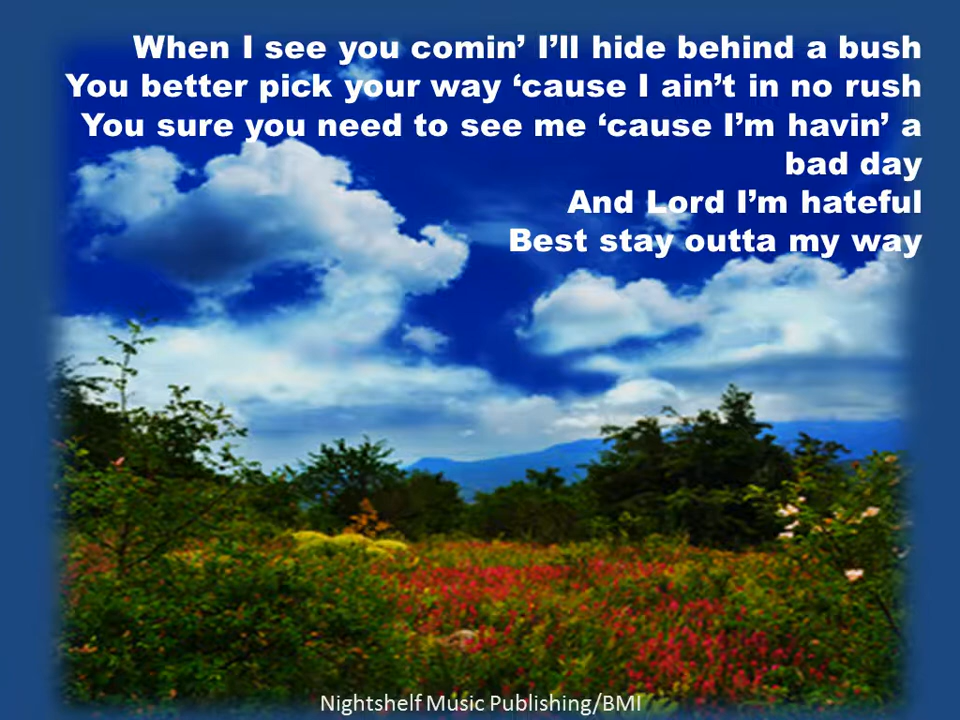 When I see you comin’ I’ll hide behind a bush
You better pick your way ‘cause I ain’t in no rush
You sure you need to see me ‘cause I’m havin’ a
bad day
And Lord I’m hateful
Best stay outta my way
Nightshelf Music Publishing/BMI